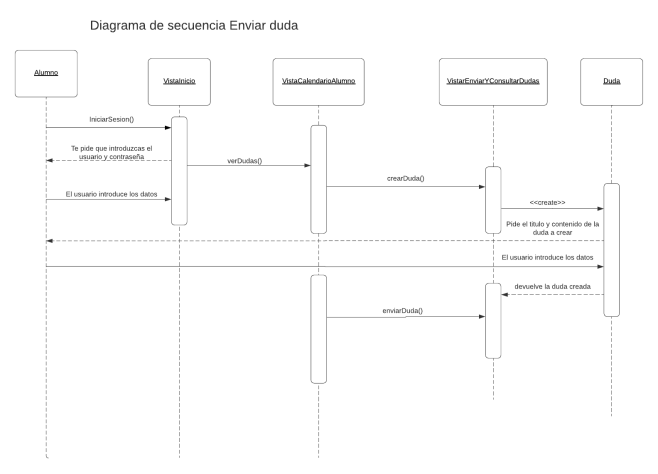 Diagrama de secuencia Enviar duda
Alumno
VistaInicio
VistaCalendarioAlumno
VistarEnviarYConsultarDudas
Duda
IniciarSesion()
Te pide que introduzcas el
usuario y contraseña
verDudas()
crearDuda()
El usuario introduce los datos
<<create>>
Pide el titulo y contenido de la
duda a crear
El usuario introduce los datos
devuelve la duda creada
enviarDuda()